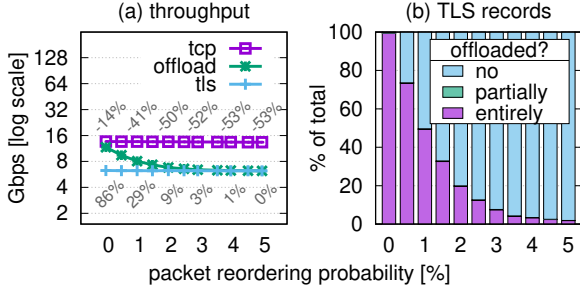 (a) throughput
(b) TLS records
Gbps [log scale]
128
64
32
16
8
4
2
tcp
offload
tls
-14%
-41%
-50%
-52%
-53%
-53%
86%
29%
9%
3%
1%
0%
0 1 2 3 4 5
% of total
100
80
60
40
20
0
offloaded?
no
partially
entirely
0 1 2 3 4 5
packet reordering probability [%]